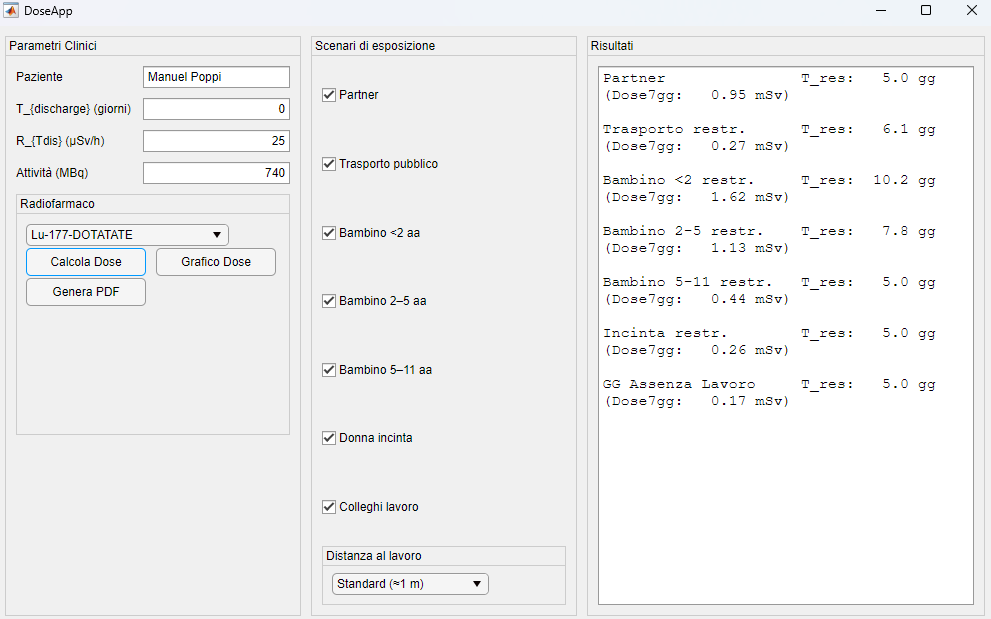 DoseApp
Parametri Clinici
Paziente Manuel Poppi
T_{discharge} (giorni) 0
R_{Tdis} (µSv/h) 25
Attività (MBq) 740
Radiofarmaco
Lu-177-DOTATATE
Calcola Dose Grafico Dose
Genera PDF
Scenari di esposizione
Partner
Trasporto pubblico
Bambino <2 aa
Bambino 2–5 aa
Bambino 5–11 aa
Donna incinta
Colleghi lavoro
Distanza al lavoro
Standard (≈1 m)
Risultati
Partner T_res: 5.0 gg
(Dose7gg: 0.95 mSv)
Trasporto restr. T_res: 6.1 gg
(Dose7gg: 0.27 mSv)
Bambino <2 restr. T_res: 10.2 gg
(Dose7gg: 1.62 mSv)
Bambino 2-5 restr. T_res: 7.8 gg
(Dose7gg: 1.13 mSv)
Bambino 5-11 restr. T_res: 5.0 gg
(Dose7gg: 0.44 mSv)
Incinta restr. T_res: 5.0 gg
(Dose7gg: 0.26 mSv)
GG Assenza Lavoro T_res: 5.0 gg
(Dose7gg: 0.17 mSv)